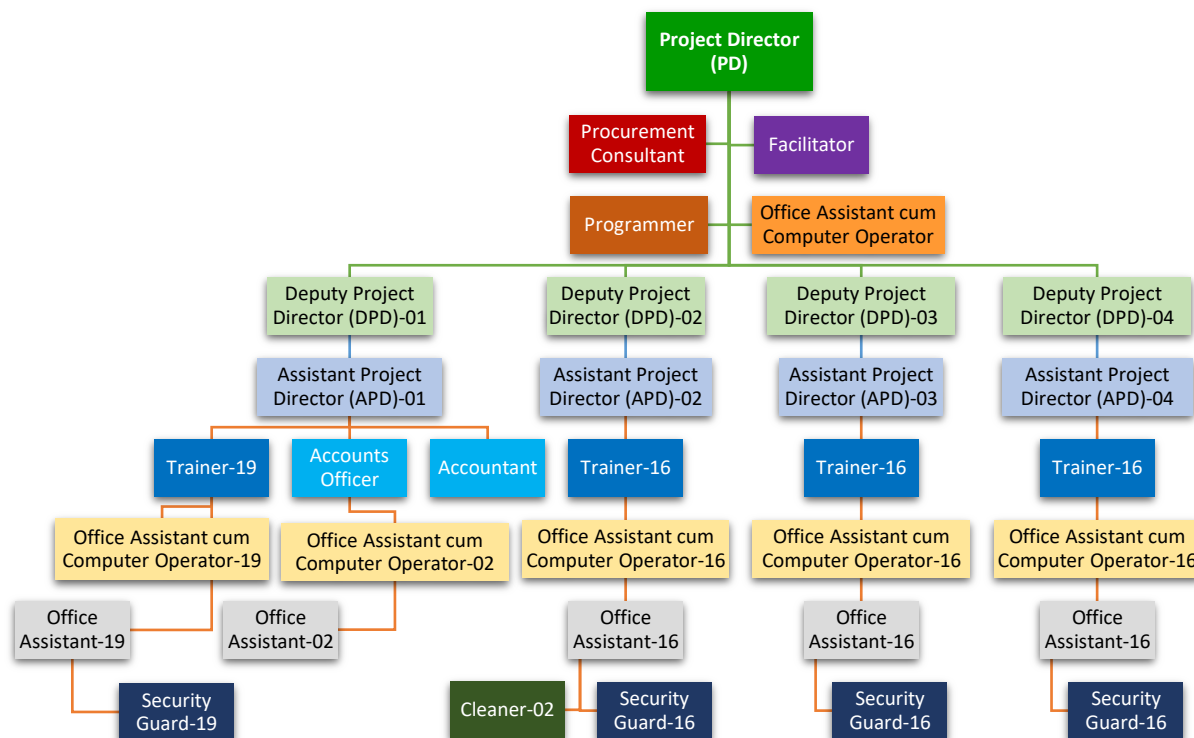 Project Director
(PD)
Procurement
Consultant
Facilitator
Programmer
Office Assistant cum
Computer Operator
Deputy Project
Director (DPD)-01
Deputy Project
Director (DPD)-02
Deputy Project
Director (DPD)-03
Deputy Project
Director (DPD)-04
Assistant Project
Director (APD)-01
Assistant Project
Director (APD)-02
Assistant Project
Director (APD)-03
Assistant Project
Director (APD)-04
Trainer-19
Accounts
Officer
Accountant
Trainer-16
Trainer-16
Trainer-16
Office Assistant cum
Computer Operator-19
Office Assistant cum
Computer Operator-02
Office Assistant cum
Computer Operator-16
Office Assistant cum
Computer Operator-16
Office Assistant cum
Computer Operator-16
Office
Assistant-19
Office
Assistant-02
Office
Assistant-16
Office
Assistant-16
Office
Assistant-16
Security
Guard-19
Cleaner-02
Security
Guard-16
Security
Guard-16
Security
Guard-16